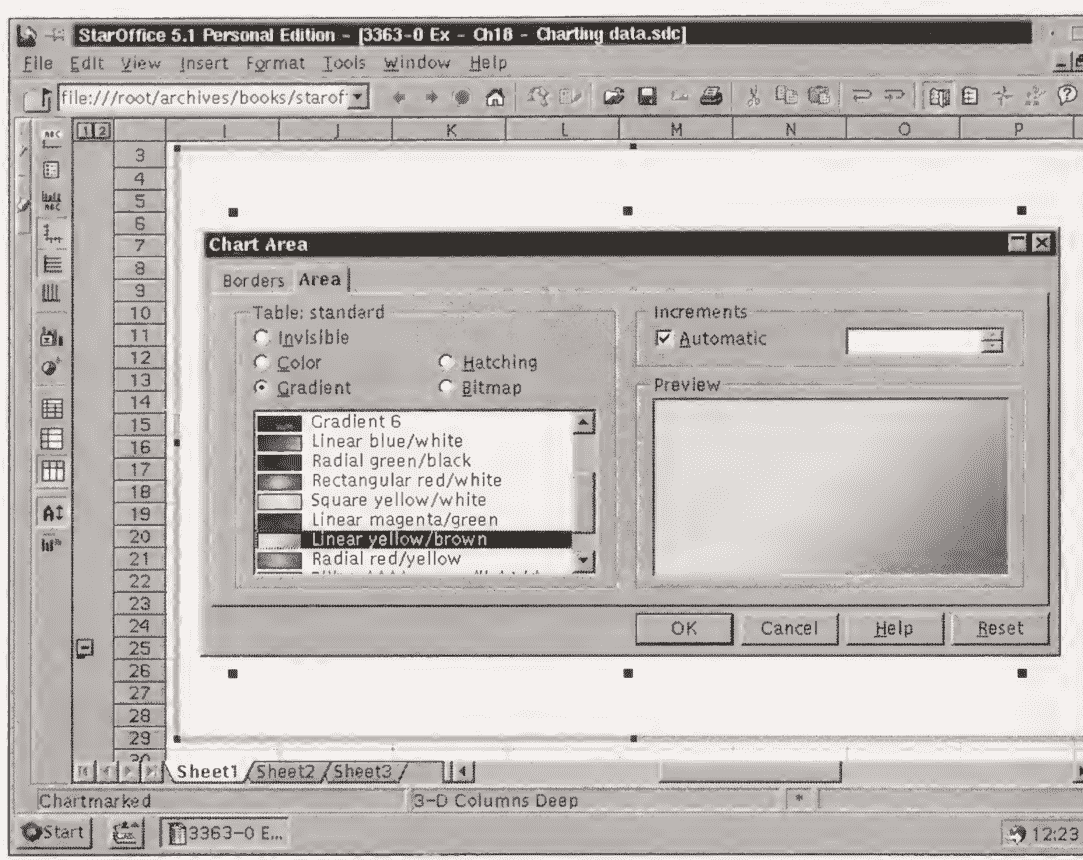 StarOffice 5.1 Personal Edition - [3363-0 Ex - Ch18 - Charting data.sdc]
File Edit View Insert Format Tools Window Help
file:///root/archives/books/starof
1 2 I J K L M N O P
3
4
5
6
7
8
9
10
11
12
13
14
15
16
17
18
19
20
21
22
23
24
25
26
27
28
29
30
Chart Area
Borders Area
Table: standard
Invisible
Color Hatching
Gradient Bitmap
Gradient 6
Linear blue/white
Radial green/black
Rectangular red/white
Square yellow/white
Linear magenta/green
Linear yellow/brown
Radial red/yellow
Increments
Automatic
Preview
OK Cancel Help Reset
Sheet1 Sheet2 Sheet3
Chartmarked 3-D Columns Deep *
Start 3363-0 E... 12:23